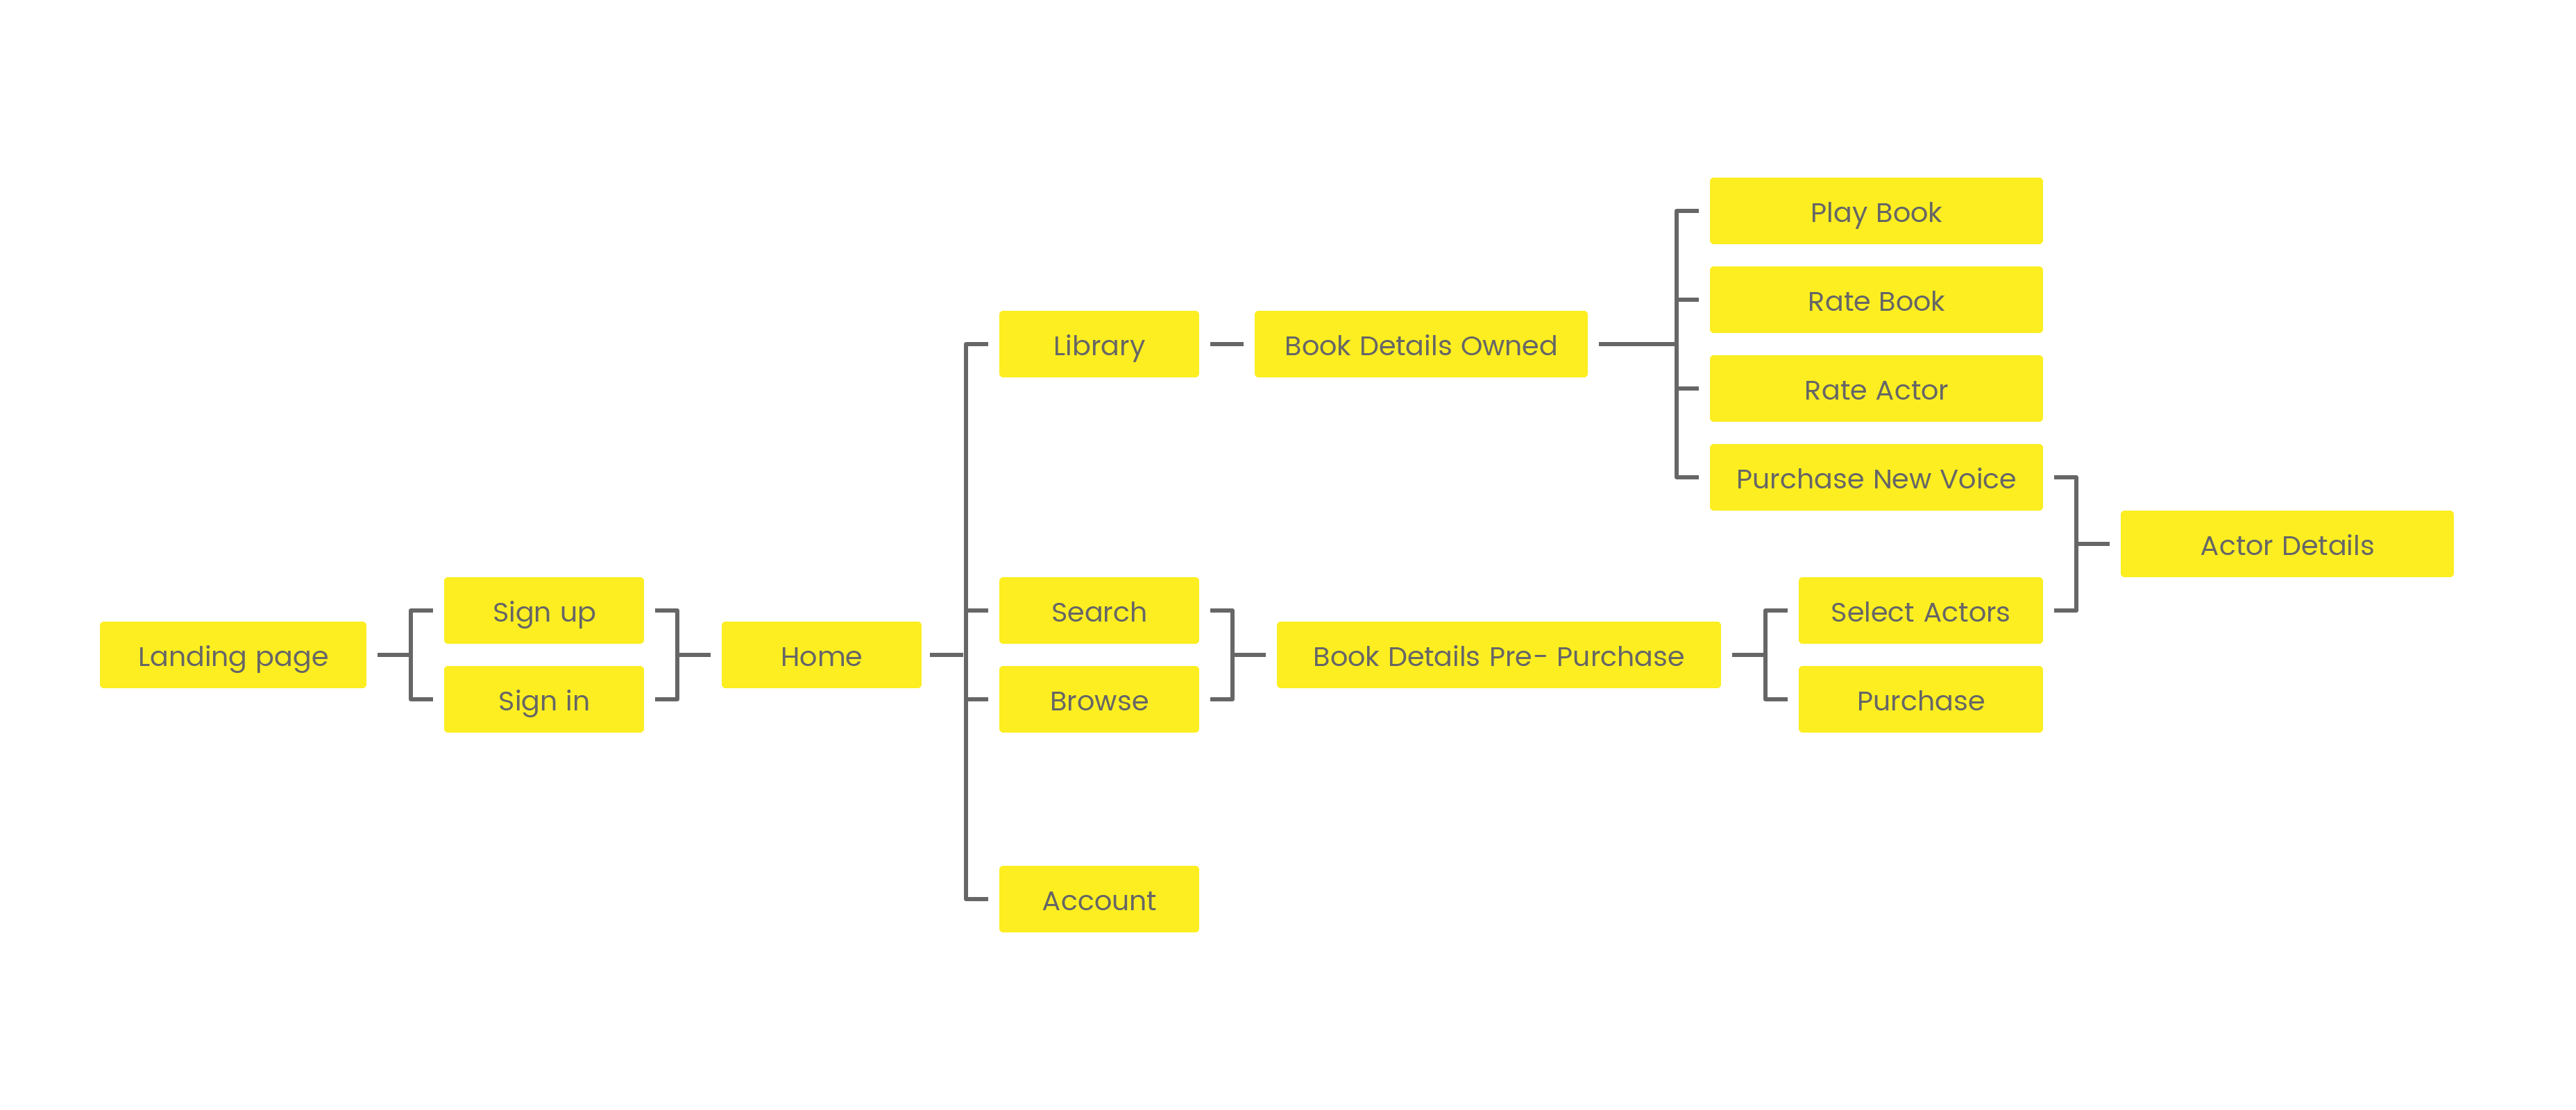 Landing page
Sign up
Sign in
Home
Library
Search
Browse
Account
Book Details Owned
Book Details Pre- Purchase
Play Book
Rate Book
Rate Actor
Purchase New Voice
Select Actors
Purchase
Actor Details